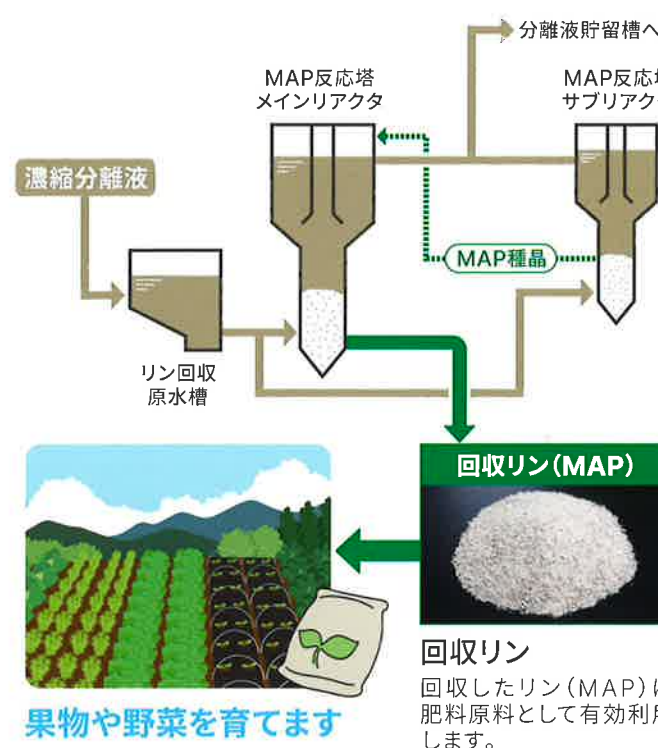 分離液貯留槽へ
MAP反応塔
メインリアクタ
MAP反応塔
サブリアク
濃縮分離液
MAP種晶
リン回収
原水槽
回収リン(MAP)
回収リン
回収したリン(MAP)は
肥料原料として有効利用
します。
果物や野菜を育てます